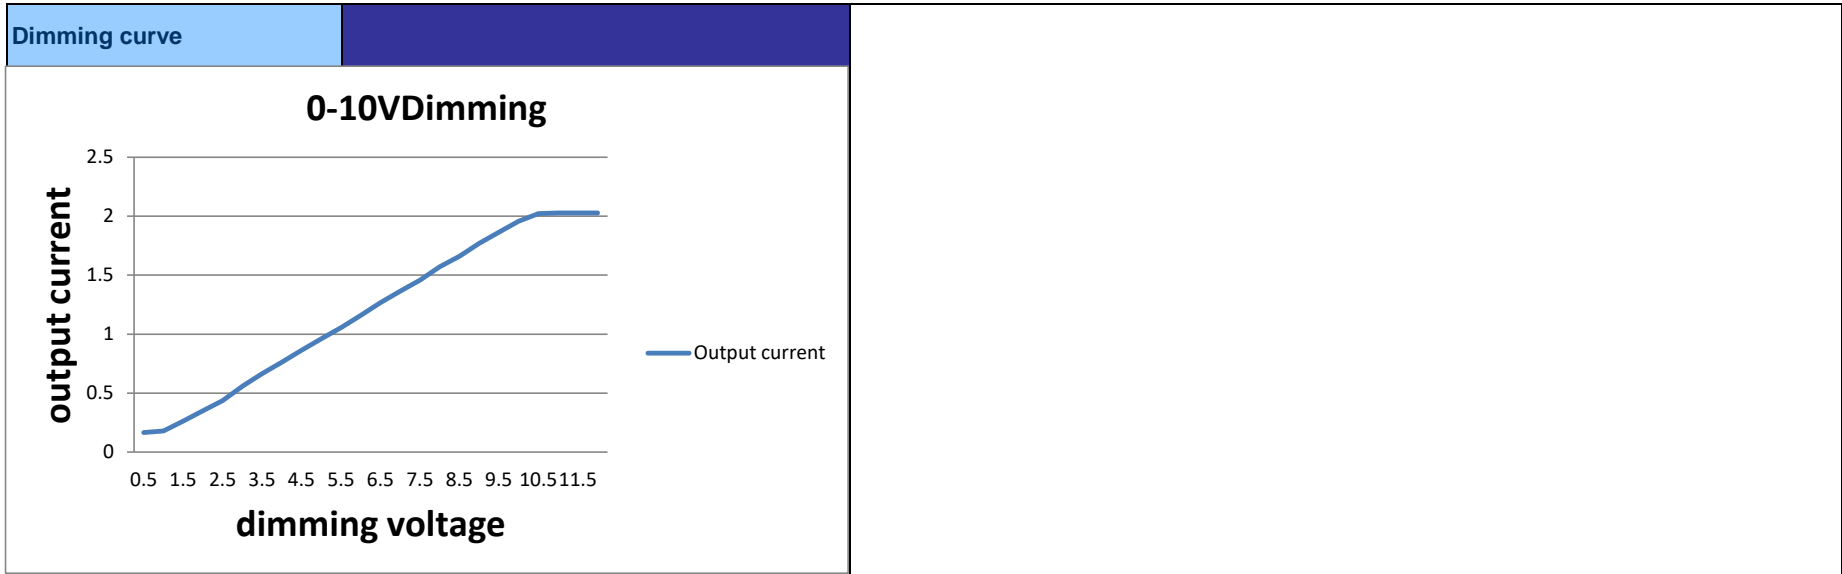 Dimming curve
0-10VDimming
2.5
2
1.5
1
0.5
0
output current
Output current
0.5 1.5 2.5 3.5 4.5 5.5 6.5 7.5 8.5 9.5 10.5 11.5
dimming voltage